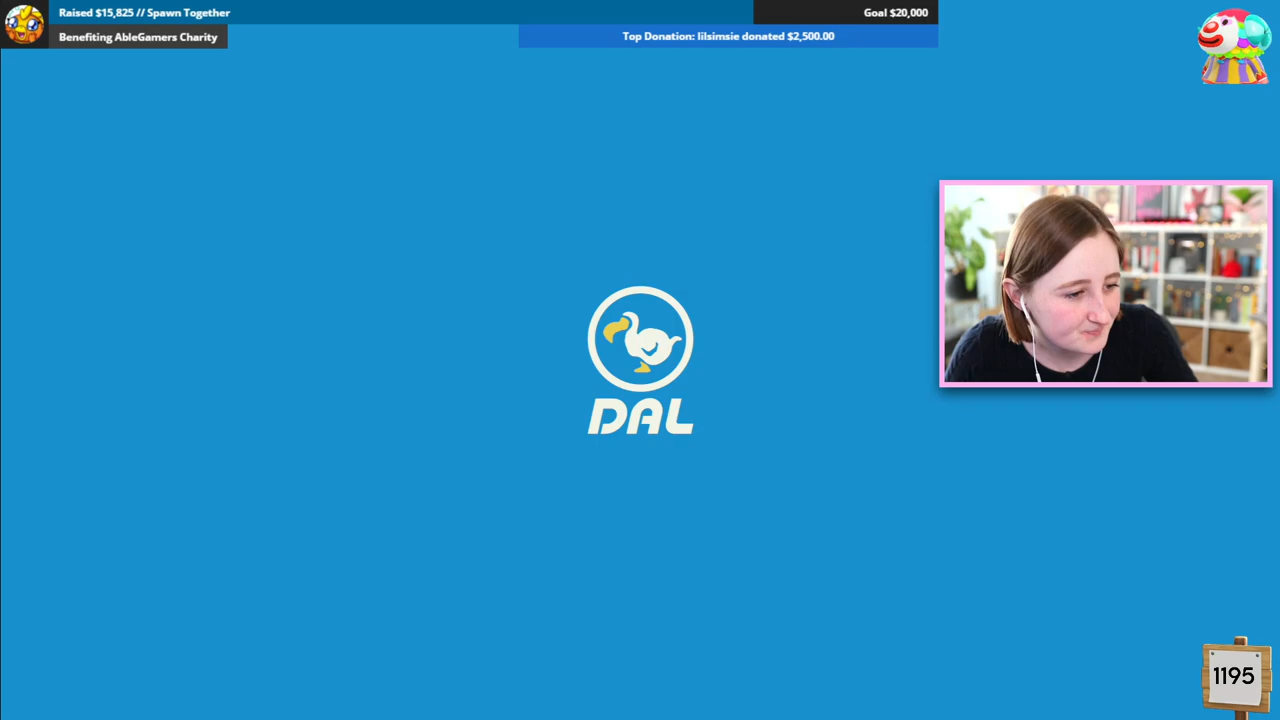 Raised $15,825 // Spawn Together
Goal $20,000
Benefiting AbleGamers Charity
Top Donation: lilsimsie donated $2,500.00
DAL
1195